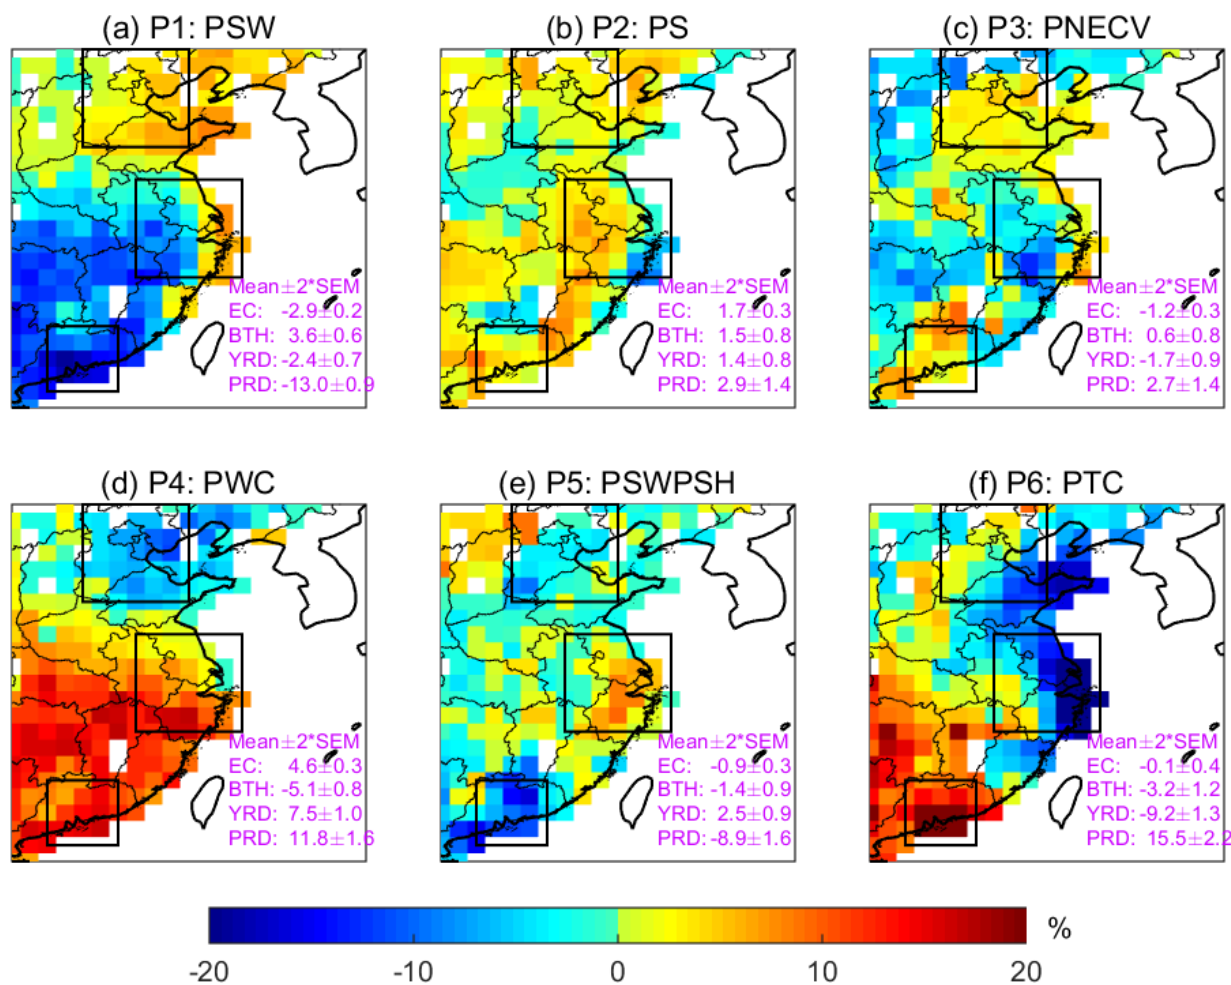 (a) P1: PSW
(b) P2: PS
(c) P3: PNECV
Mean±2*SEM
EC: -2.9±0.2
BTH: 3.6±0.6
YRD: -2.4±0.7
PRD: -13.0±0.9
Mean±2*SEM
EC: 1.7±0.3
BTH: 1.5±0.8
YRD: 1.4±0.8
PRD: 2.9±1.4
Mean±2*SEM
EC: -1.2±0.3
BTH: 0.6±0.8
YRD: -1.7±0.9
PRD: 2.7±1.4
(d) P4: PWC
(e) P5: PSWPSH
(f) P6: PTC
Mean±2*SEM
EC: 4.6±0.3
BTH: -5.1±0.8
YRD: 7.5±1.0
PRD: 11.8±1.6
Mean±2*SEM
EC: -0.9±0.3
BTH: -1.4±0.9
YRD: 2.5±0.9
PRD: -8.9±1.6
Mean±2*SEM
EC: -0.1±0.4
BTH: -3.2±1.2
YRD: -9.2±1.3
PRD: 15.5±2.2
%
-20 -10 0 10 20